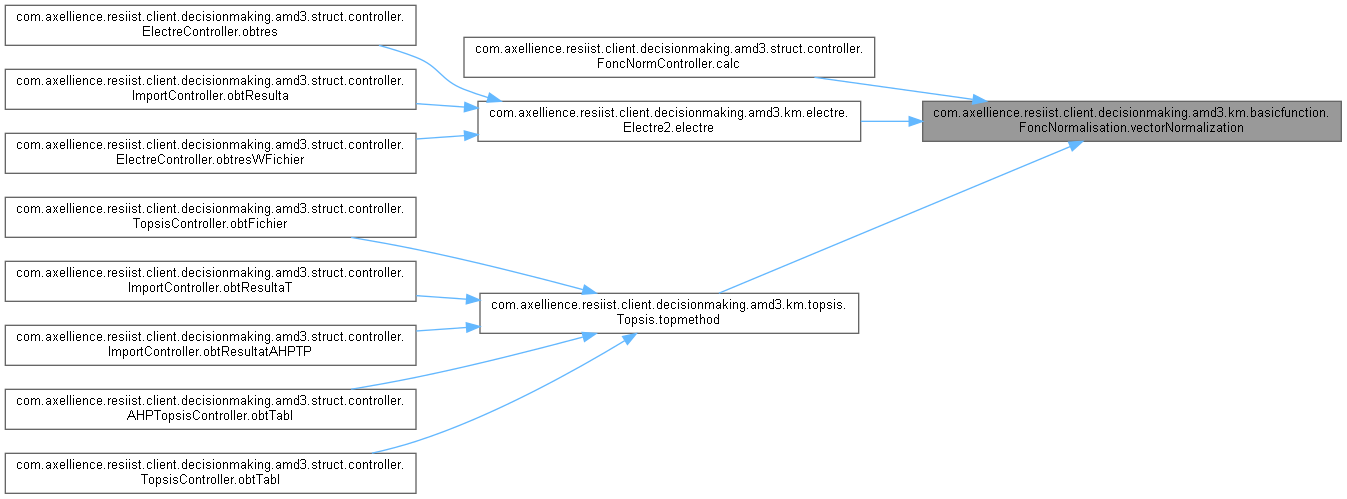 com.axellience.resiist.client.decisionmaking.amd3.struct.controller.
ElectreController.obtres
com.axellience.resiist.client.decisionmaking.amd3.struct.controller.
ImportController.obtResulta
com.axellience.resiist.client.decisionmaking.amd3.struct.controller.
ElectreController.obtresWFichier
com.axellience.resiist.client.decisionmaking.amd3.struct.controller.
TopsisController.obtFichier
com.axellience.resiist.client.decisionmaking.amd3.struct.controller.
ImportController.obtResultaT
com.axellience.resiist.client.decisionmaking.amd3.struct.controller.
ImportController.obtResultatAHPTP
com.axellience.resiist.client.decisionmaking.amd3.struct.controller.
AHPTopsisController.obtTabl
com.axellience.resiist.client.decisionmaking.amd3.struct.controller.
TopsisController.obtTabl
com.axellience.resiist.client.decisionmaking.amd3.struct.controller.
FoncNormController.calc
com.axellience.resiist.client.decisionmaking.amd3.km.electre.
Electre2.electre
com.axellience.resiist.client.decisionmaking.amd3.km.topsis.
Topsis.topmethod
com.axellience.resiist.client.decisionmaking.amd3.km.basicfunction.
FoncNormalisation.vectorNormalization